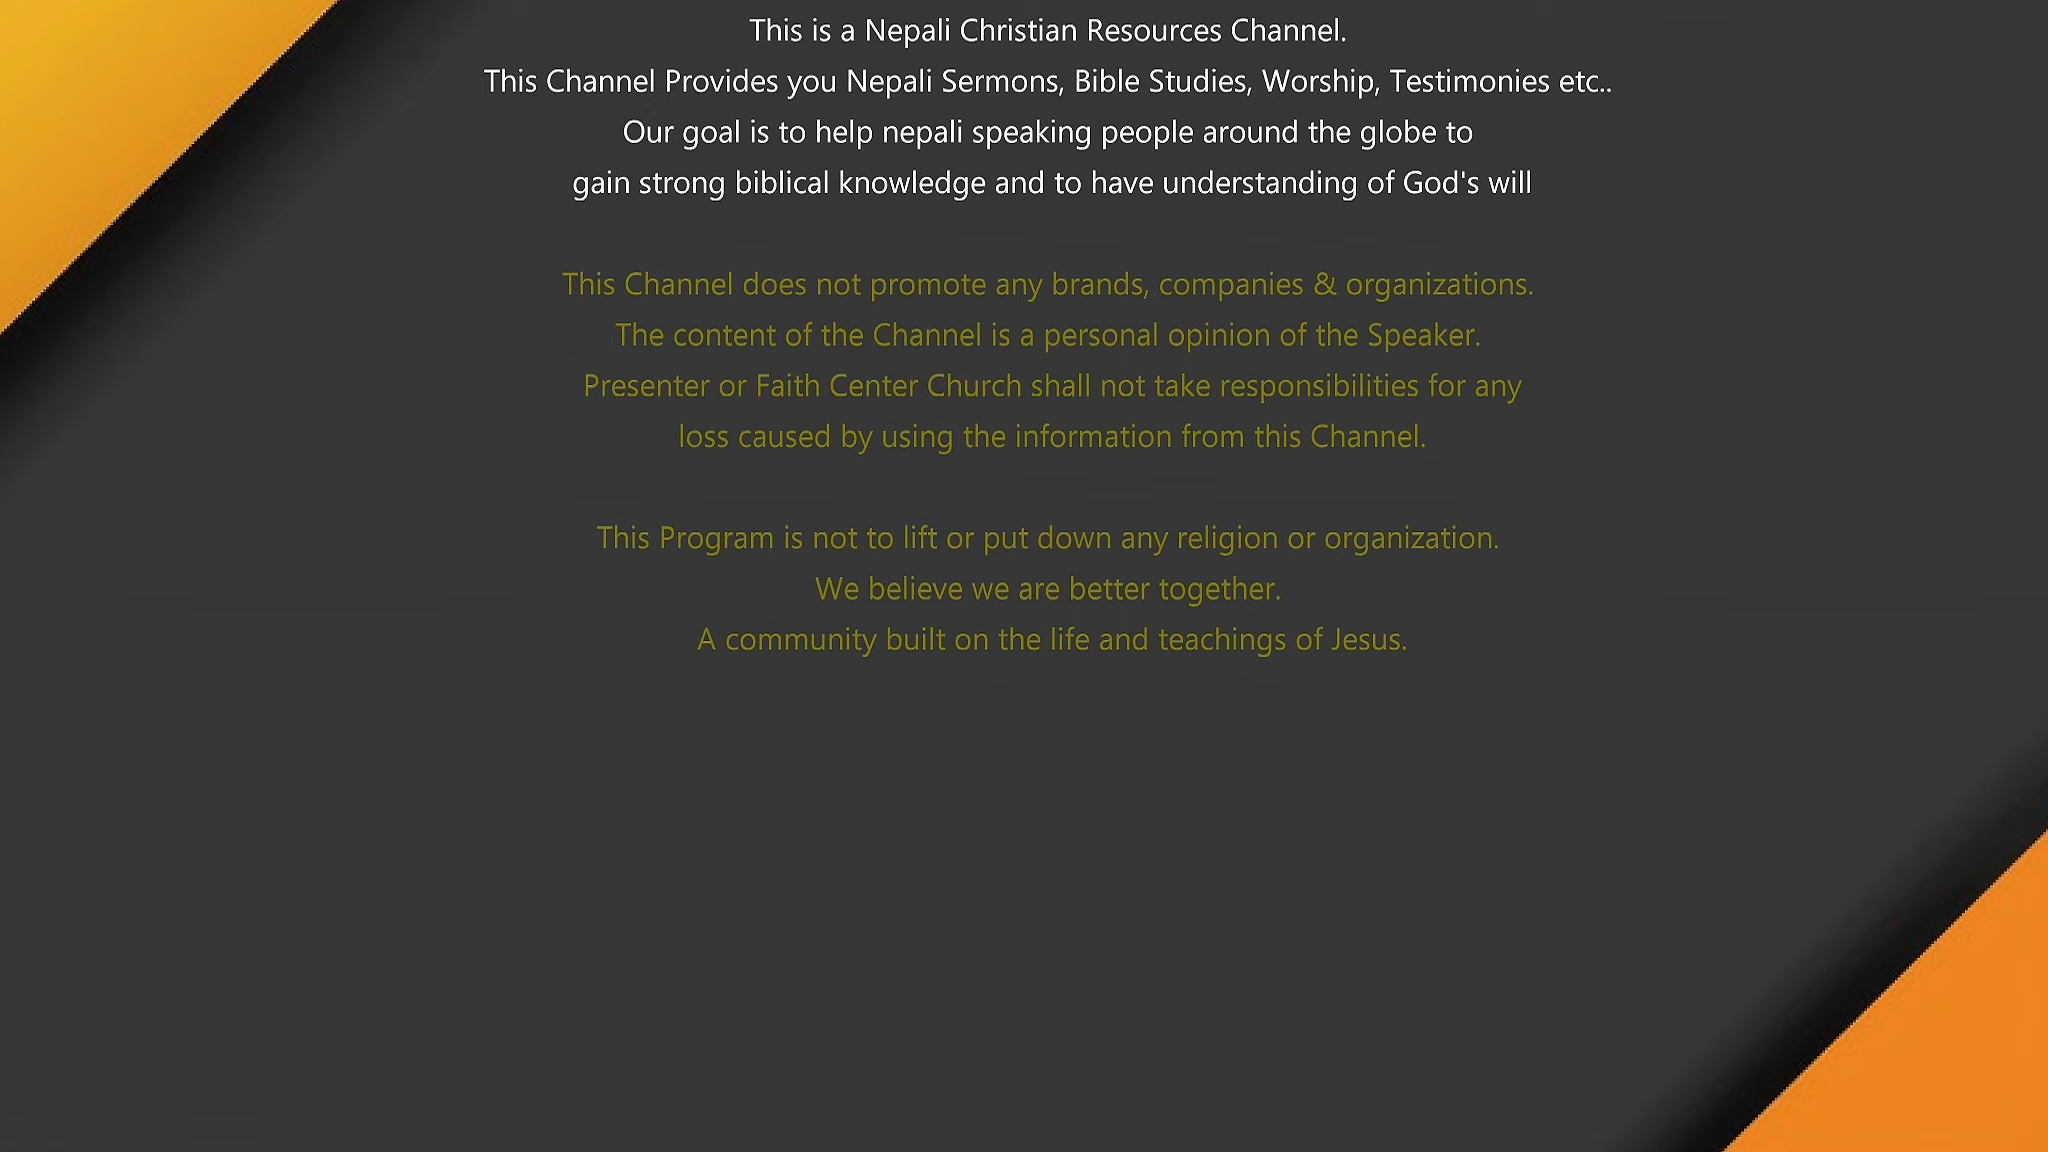 This is a Nepali Christian Resources Channel.
This Channel Provides you Nepali Sermons, Bible Studies, Worship, Testimonies etc..
Our goal is to help nepali speaking people around the globe to
gain strong biblical knowledge and to have understanding of God's will
This Channel does not promote any brands, companies & organizations.
The content of the Channel is a personal opinion of the Speaker.
Presenter or Faith Center Church shall not take responsibilities for any
loss caused by using the information from this Channel.
This Program is not to lift or put down any religion or organization.
We believe we are better together.
A community built on the life and teachings of Jesus.